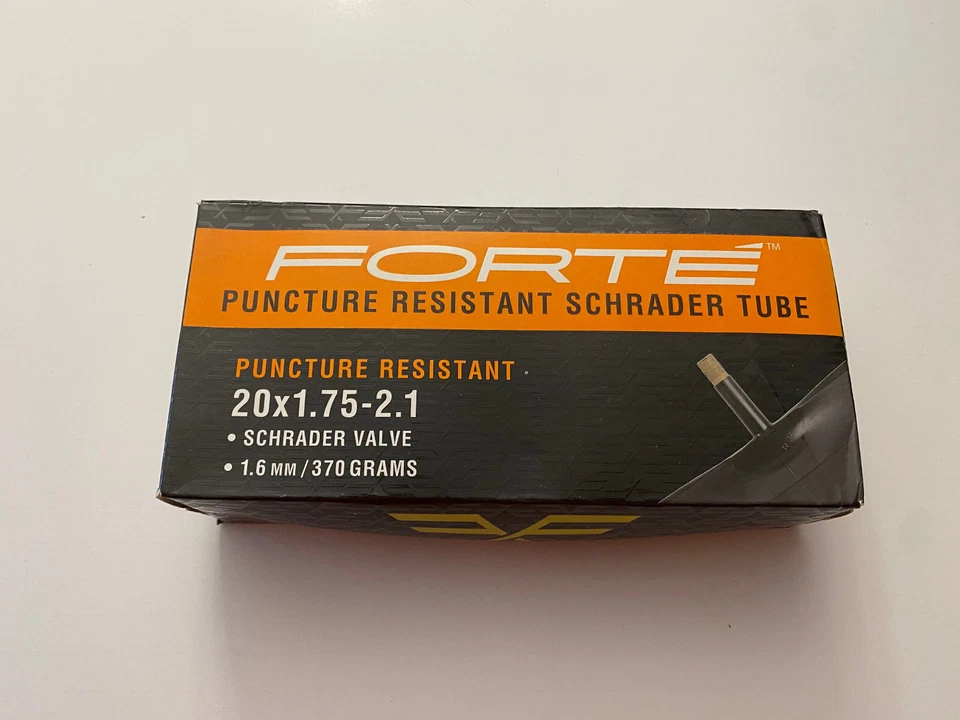 FORTÉ™
PUNCTURE RESISTANT SCHRADER TUBE
PUNCTURE RESISTANT
20x1.75-2.1
• SCHRADER VALVE
• 1.6 MM / 370 GRAMS